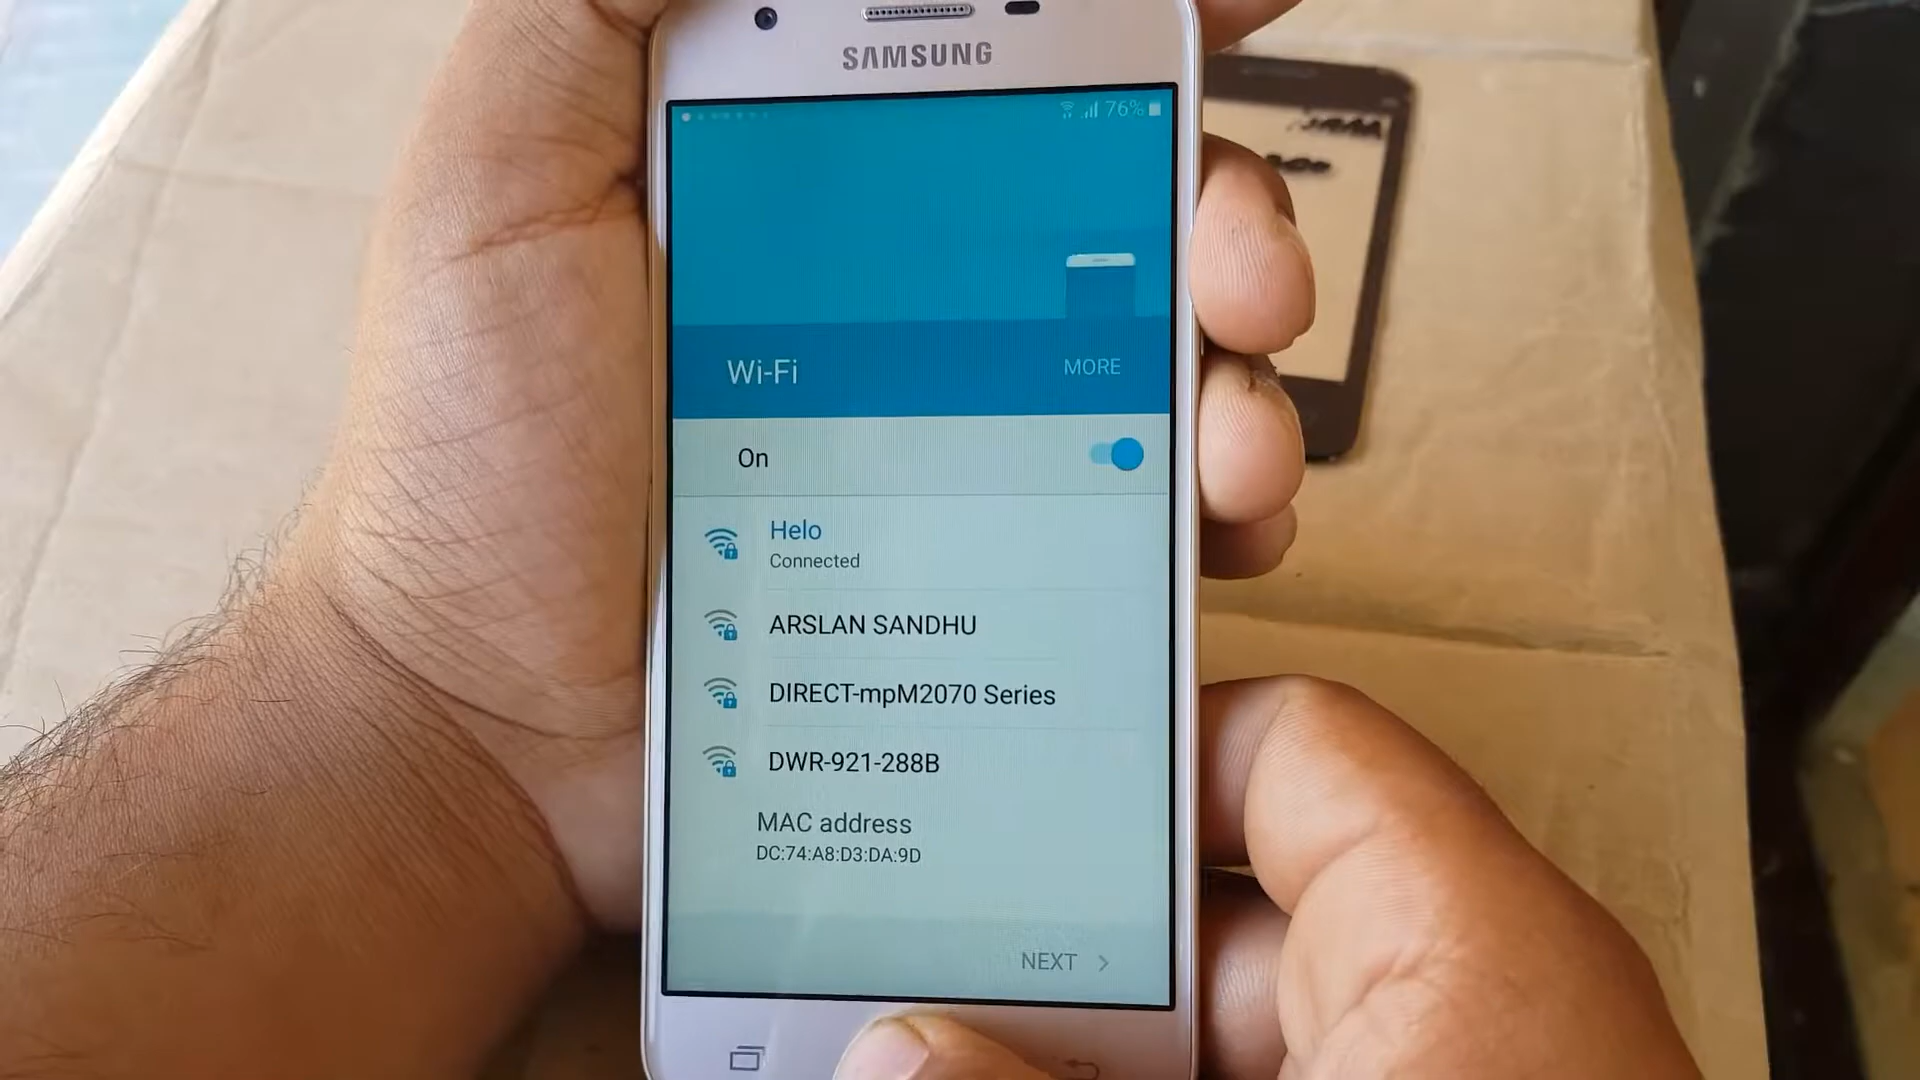 SAMSUNG
76%
Wi-Fi
MORE
On
Helo
Connected
ARSLAN SANDHU
DIRECT-mpM2070 Series
DWR-921-288B
MAC address
DC:74:A8:D3:DA:9D
NEXT